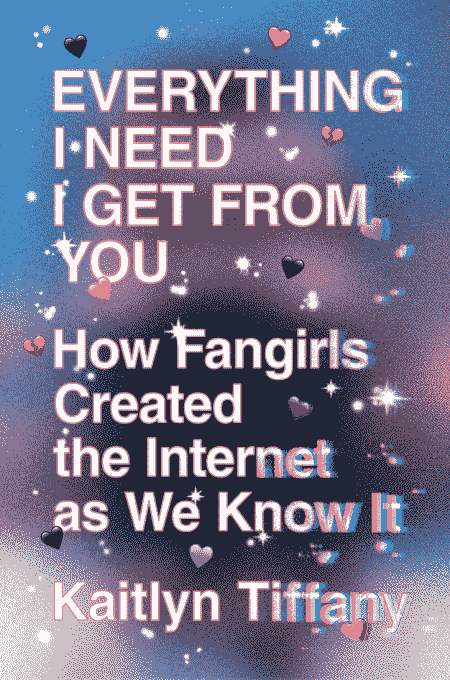 EVERYTHING
I NEED
I GET FROM
YOU
How Fangirls
Created
the Internet
as We Know It
Kaitlyn Tiffany